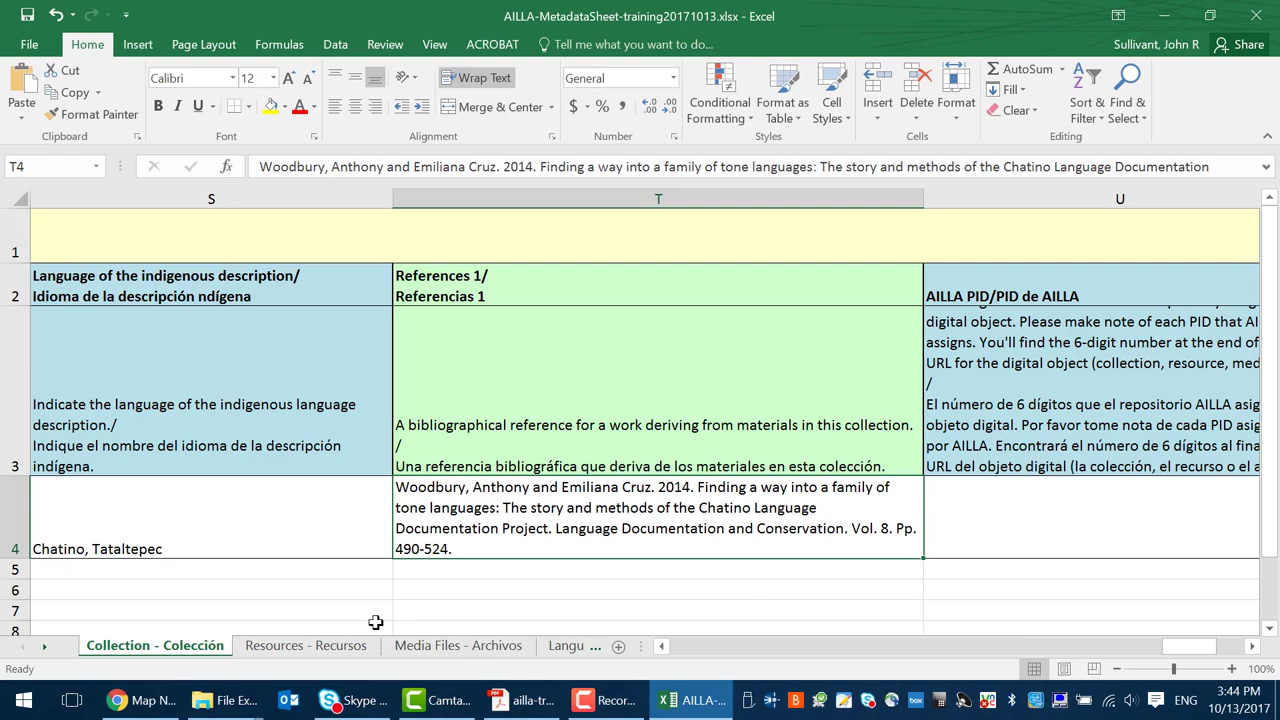 AILLA-MetadataSheet-training20171013.xlsx - Excel
File
Home
Insert
Page Layout
Formulas
Data
Review
View
ACROBAT
Tell me what you want to do...
Sullivant, John R
Share
Paste
Cut
Copy
Format Painter
Clipboard
Calibri
12
A A
B I U
A
Font
Wrap Text
Merge & Center
Alignment
General
$ % ,
Number
Conditional
Formatting
Format as
Table
Cell
Styles
Styles
Insert
Delete
Format
Cells
AutoSum
Fill
Clear
Sort &
Filter
Find &
Select
Editing
T4
fx
Woodbury, Anthony and Emiliana Cruz. 2014. Finding a way into a family of tone languages: The story and methods of the Chatino Language Documentation
S
T
U
1
2
Language of the indigenous description/
Idioma de la descripción ndígena
References 1/
Referencias 1
AILLA PID/PID de AILLA
3
Indicate the language of the indigenous language
description./
Indique el nombre del idioma de la descripción
indígena.
A bibliographical reference for a work deriving from materials in this collection.
/
Una referencia bibliográfica que deriva de los materiales en esta colección.
digital object. Please make note of each PID that AI
assigns. You'll find the 6-digit number at the end of
URL for the digital object (collection, resource, med
/
El número de 6 dígitos que el repositorio AILLA asig
objeto digital. Por favor tome nota de cada PID asig
por AILLA. Encontrará el número de 6 dígitos al fina
URL del objeto digital (la colección, el recurso o el a
4
Chatino, Tataltepec
Woodbury, Anthony and Emiliana Cruz. 2014. Finding a way into a family of
tone languages: The story and methods of the Chatino Language
Documentation Project. Language Documentation and Conservation. Vol. 8. Pp.
490-524.
5
6
7
8
Collection - Colección
Resources - Recursos
Media Files - Archivos
Langu ...
Ready
100%
Map N...
File Ex...
Skype ...
Camta...
ailla-tr...
Recor...
AILLA-...
ENG
3:44 PM
10/13/2017